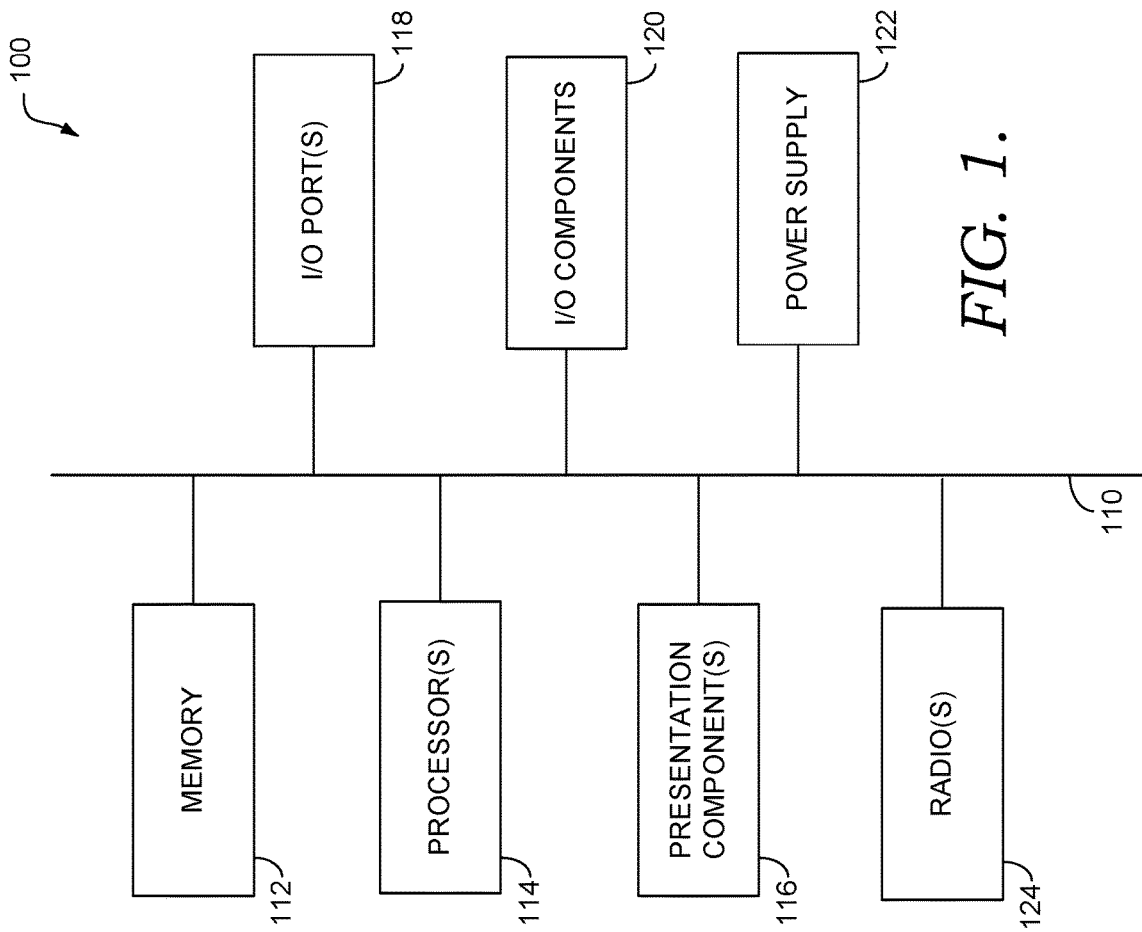 100
MEMORY
112
PROCESSOR(S)
114
PRESENTATION
COMPONENT(S)
116
RADIO(S)
124
I/O PORT(S)
118
I/O COMPONENTS
120
POWER SUPPLY
122
110
FIG. 1.